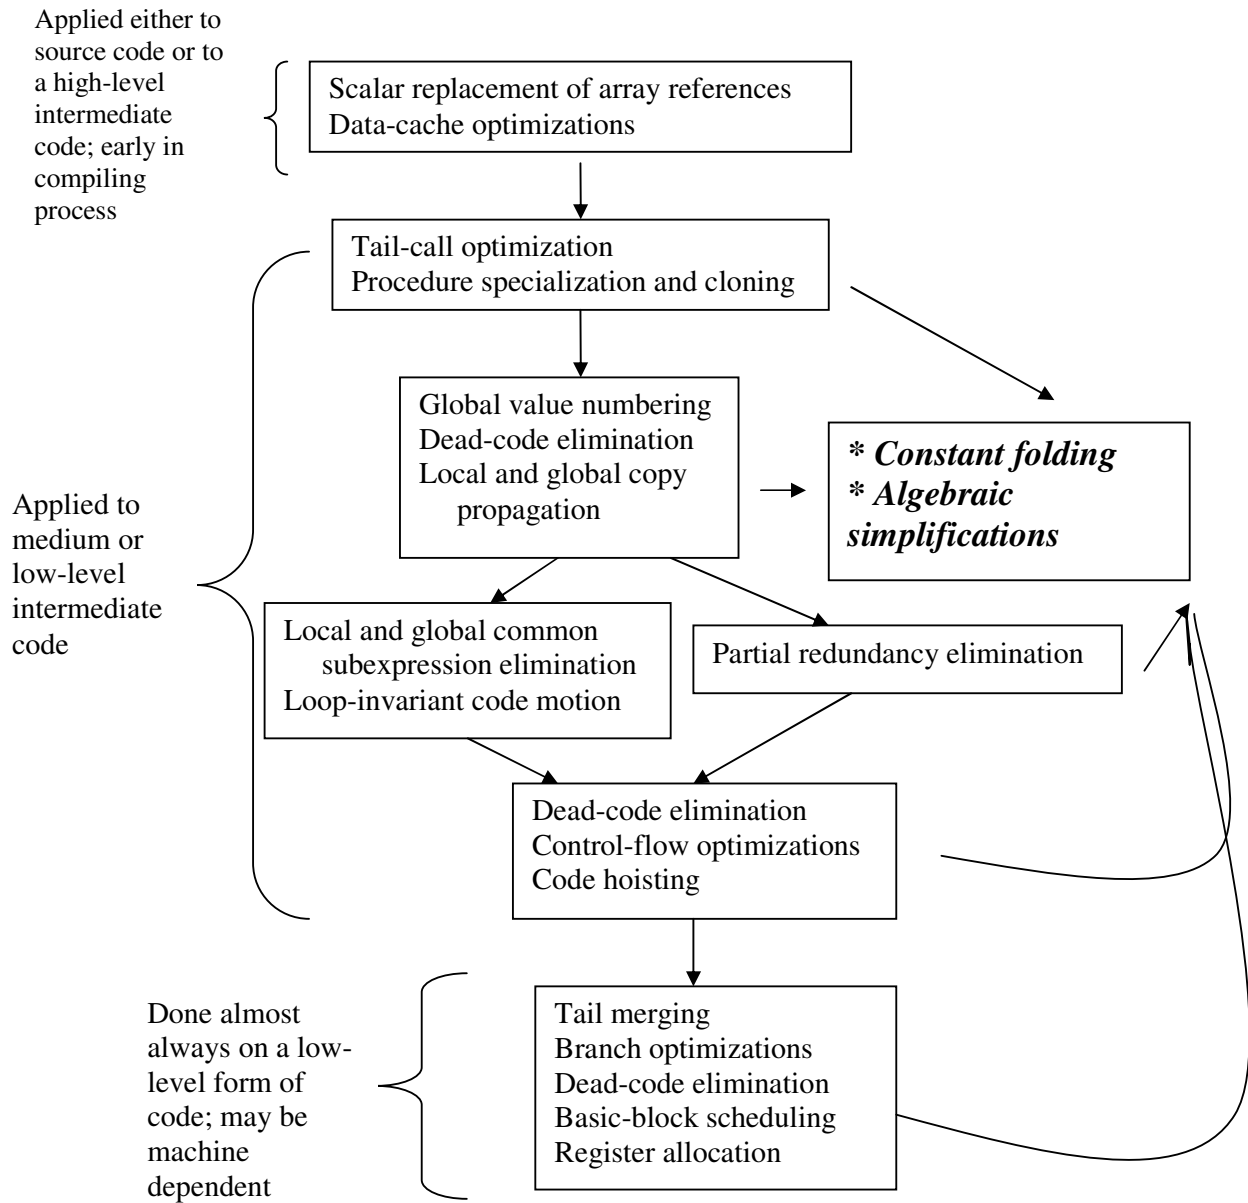 Applied either to
source code or to
a high-level
intermediate
code; early in
compiling
process
Scalar replacement of array references
Data-cache optimizations
Tail-call optimization
Procedure specialization and cloning
Global value numbering
Dead-code elimination
Local and global copy
propagation
* Constant folding
* Algebraic
simplifications
Applied to
medium or
low-level
intermediate
code
Local and global common
subexpression elimination
Loop-invariant code motion
Partial redundancy elimination
Dead-code elimination
Control-flow optimizations
Code hoisting
Done almost
always on a low-
level form of
code; may be
machine
dependent
Tail merging
Branch optimizations
Dead-code elimination
Basic-block scheduling
Register allocation